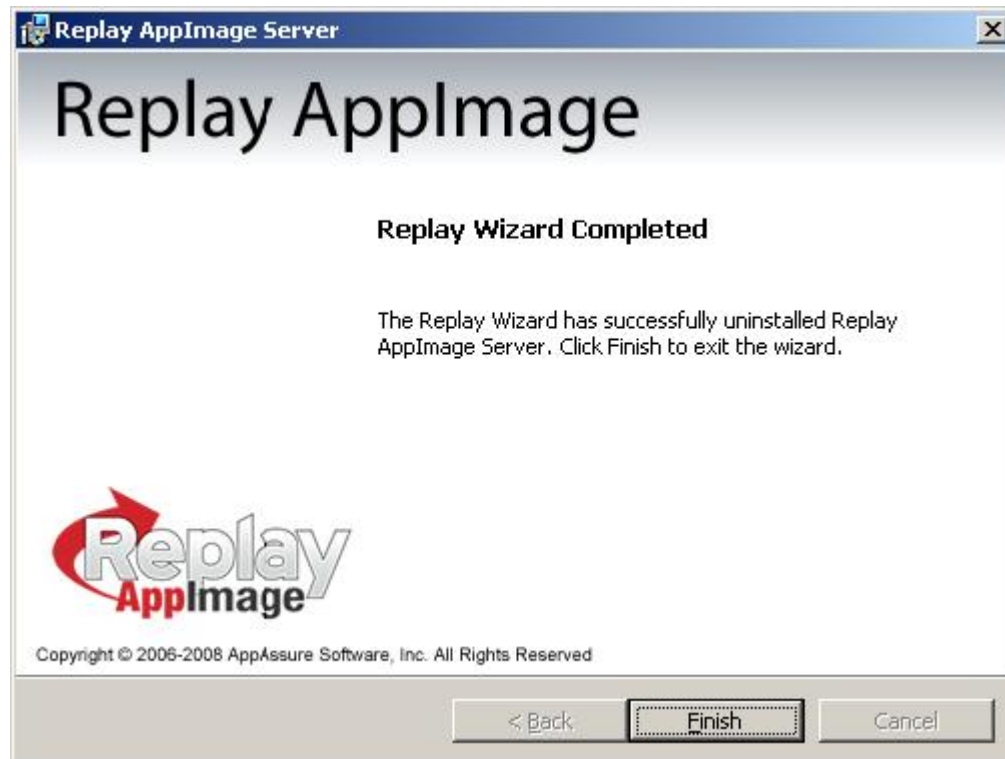 Replay AppImage Server
Replay AppImage
Replay Wizard Completed
The Replay Wizard has successfully uninstalled Replay
AppImage Server. Click Finish to exit the wizard.
Replay
AppImage
Copyright © 2006-2008 AppAssure Software, Inc. All Rights Reserved
< Back Finish Cancel